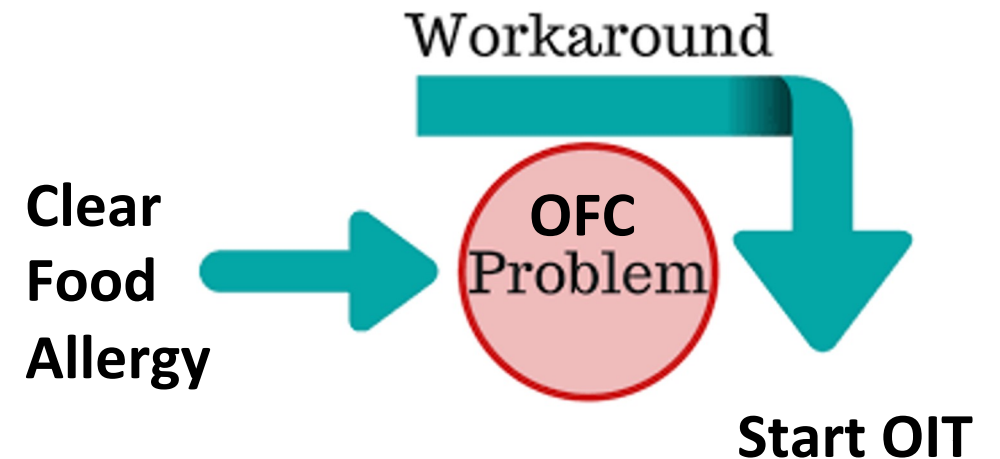 Workaround
Clear
Food
Allergy
OFC
Problem
Start OIT